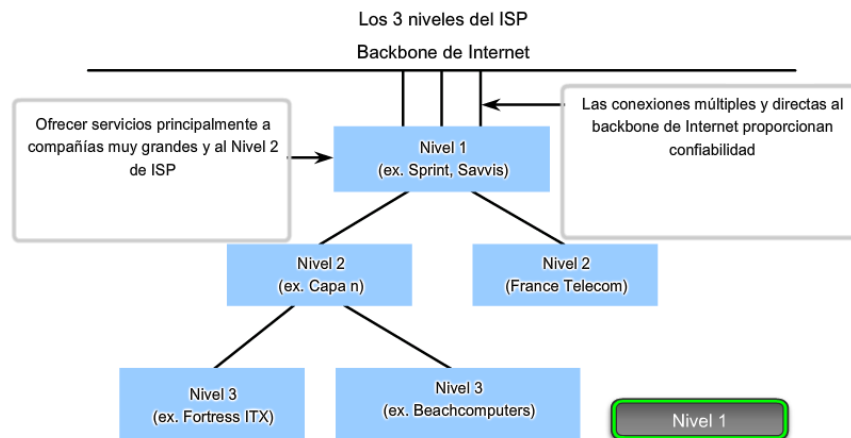 Los 3 niveles del ISP
Backbone de Internet
Ofrecer servicios principalmente a
compañías muy grandes y al Nivel 2
de ISP
Las conexiones múltiples y directas al
backbone de Internet proporcionan
confiabilidad
Nivel 1
(ex. Sprint, Savvis)
Nivel 2
(ex. Capa n)
Nivel 2
(France Telecom)
Nivel 3
(ex. Fortress ITX)
Nivel 3
(ex. Beachcomputers)
Nivel 1